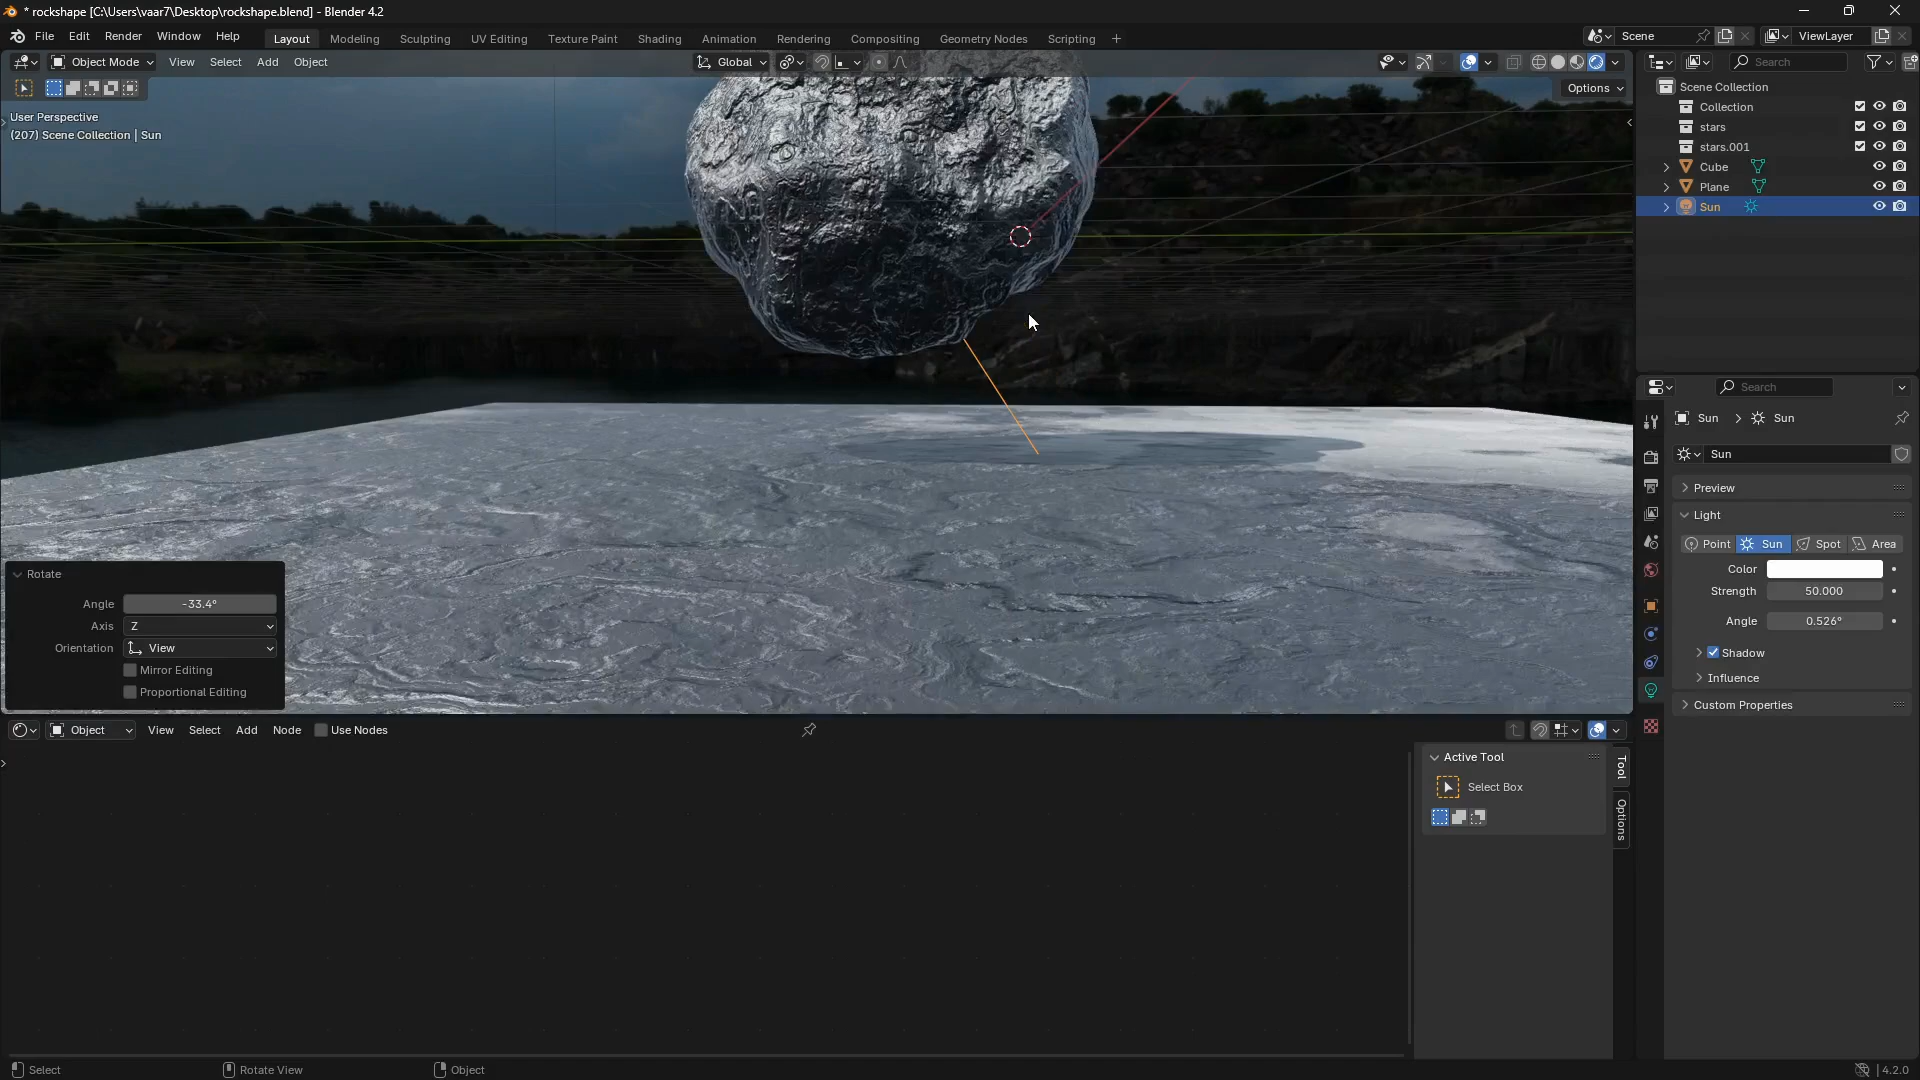 * rockshape [C:\Users\vaar7\Desktop\rockshape.blend] - Blender 4.2
File Edit Render Window Help Layout Modeling Sculpting UV Editing Texture Paint Shading Animation Rendering Compositing Geometry Nodes Scripting + Scene ViewLayer
Object Mode View Select Add Object Global Search
Options
User Perspective
(207) Scene Collection | Sun
Scene Collection
Collection
stars
stars.001
Cube
Plane
Sun
Search
Sun > Sun
Sun
Preview
Light
Point Sun Spot Area
Color
Strength 50.000
Angle 0.526°
Shadow
Influence
Custom Properties
Rotate
Angle -33.4°
Axis Z
Orientation View
Mirror Editing
Proportional Editing
Object View Select Add Node Use Nodes
Active Tool
Select Box
Tool
Options
Select Rotate View Object 4.2.0